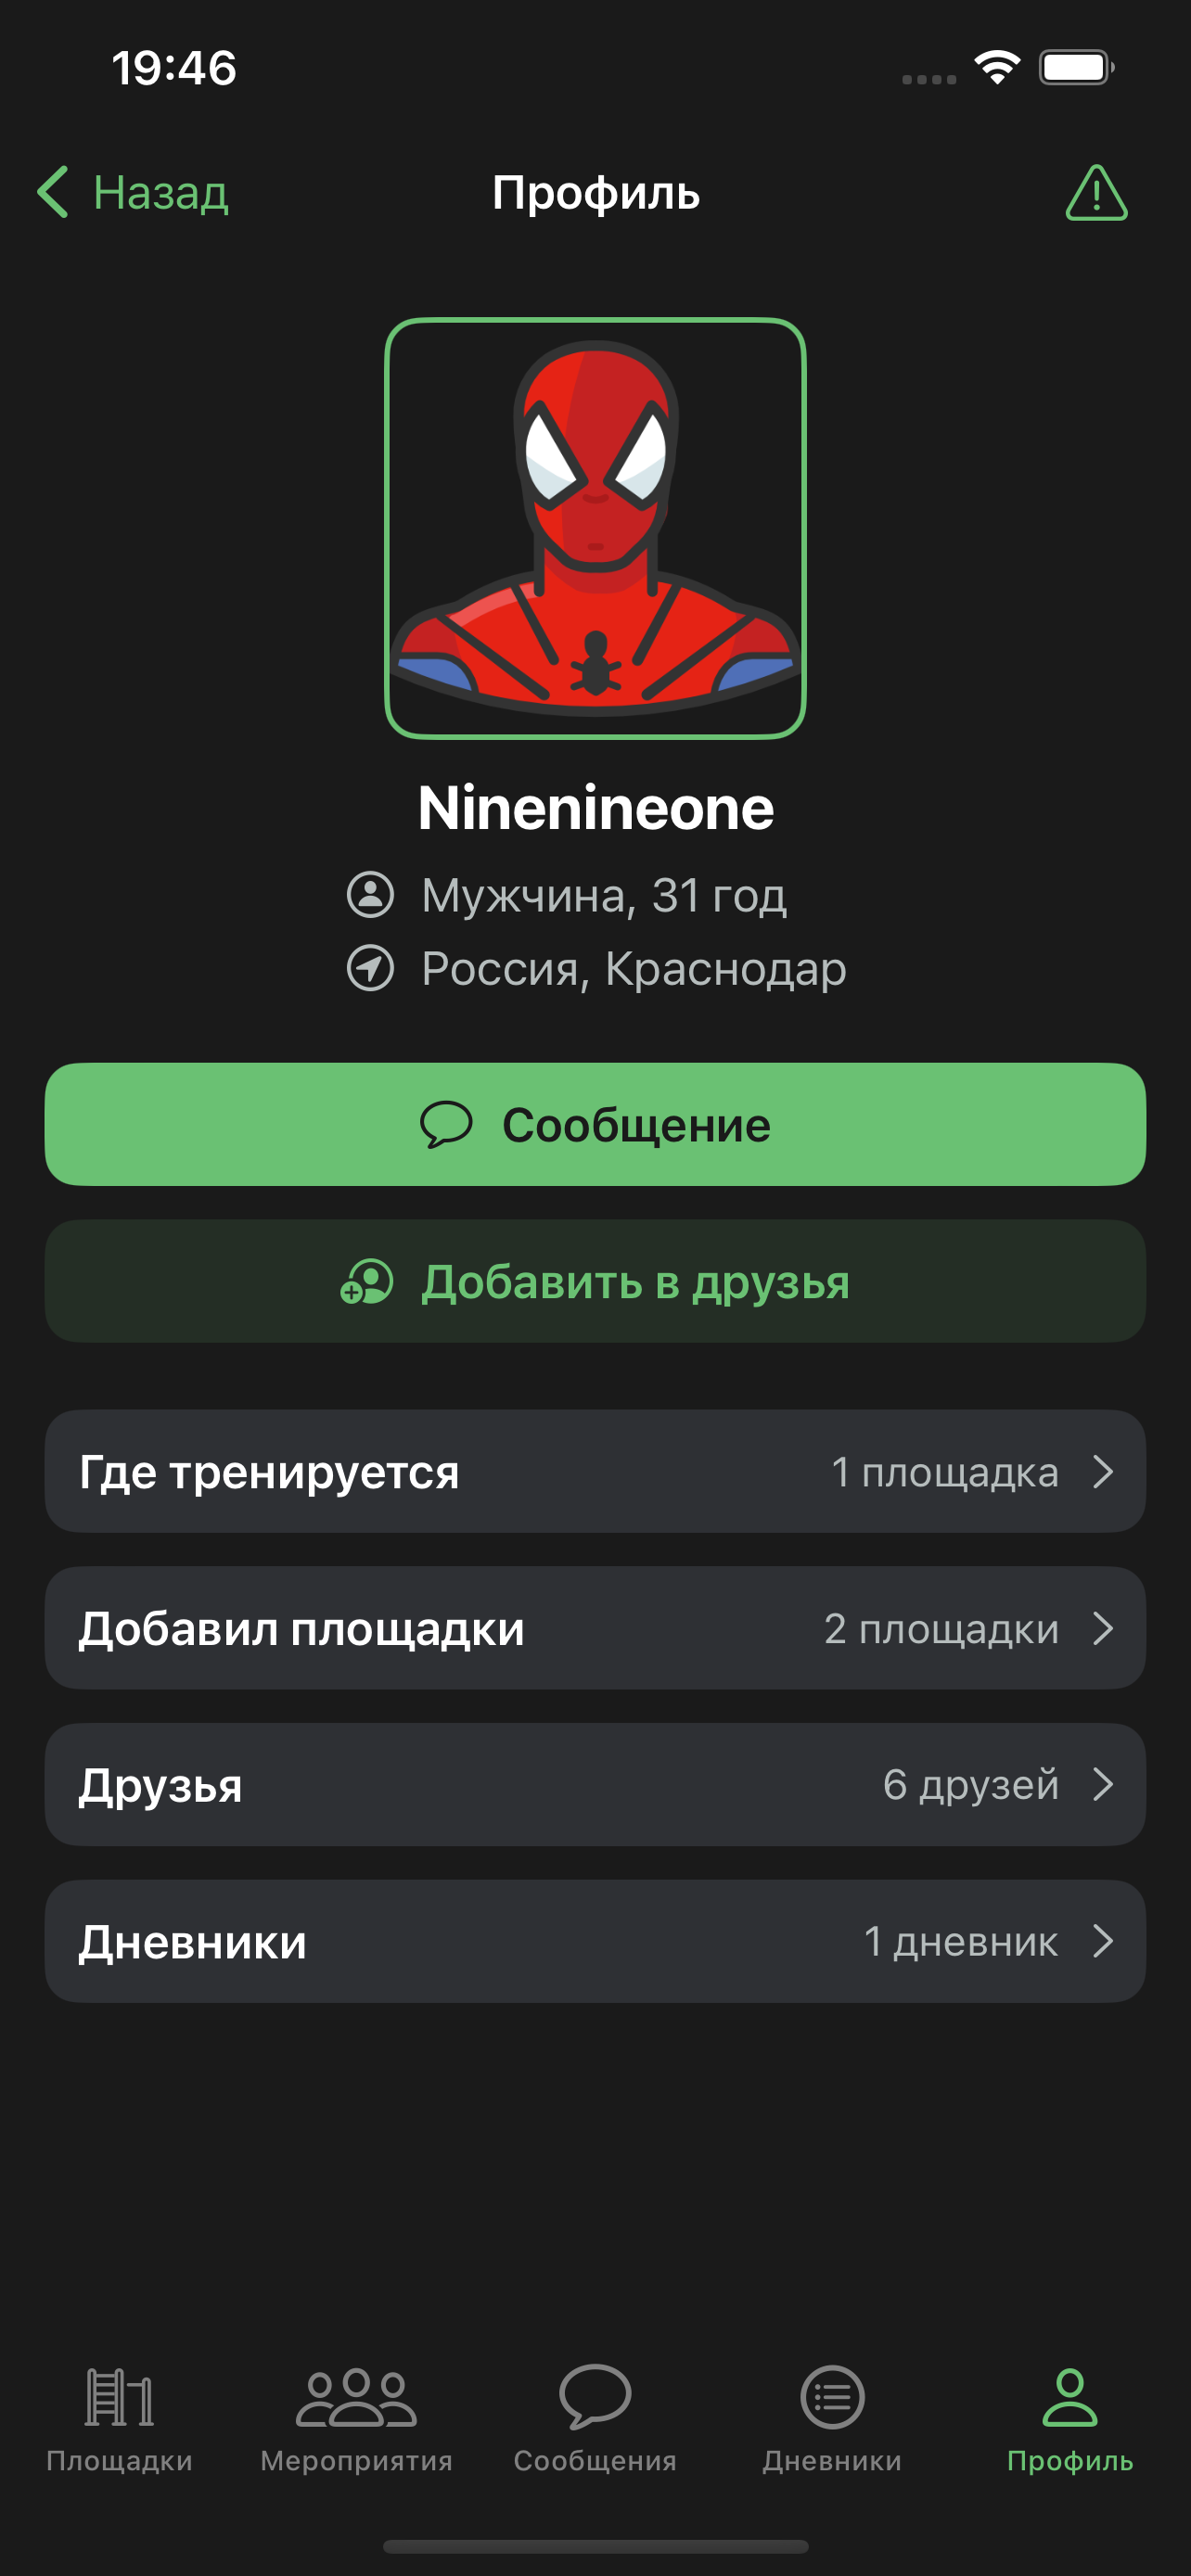 19:46
Назад
Профиль
Ninenineone
Мужчина, 31 год
Россия, Краснодар
Сообщение
Добавить в друзья
Где тренируется 1 площадка
Добавил площадки 2 площадки
Друзья 6 друзей
Дневники 1 дневник
Площадки Мероприятия Сообщения Дневники Профиль